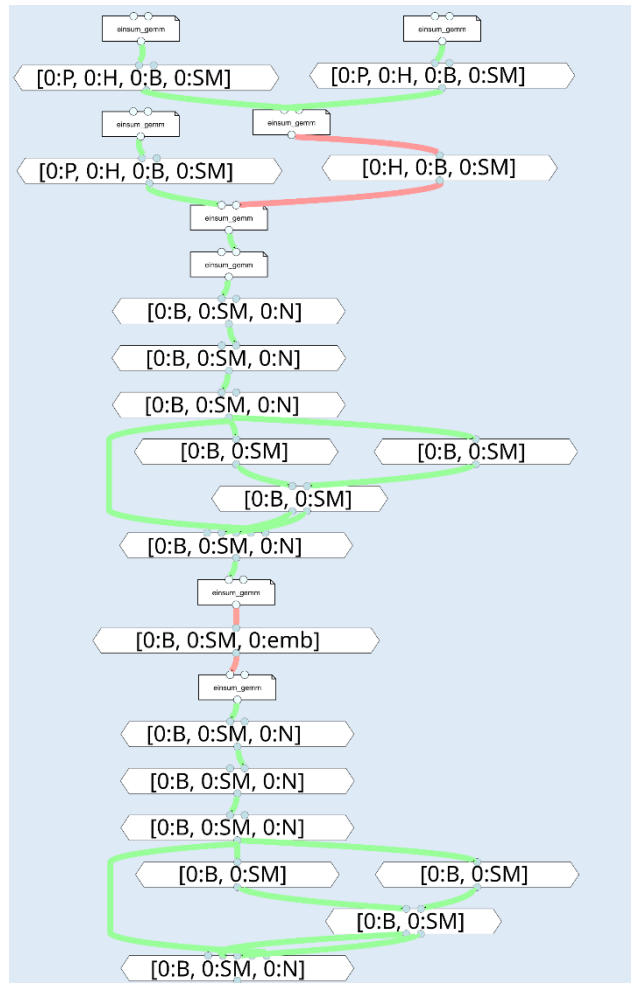 einsum_gemm
einsum_gemm
[0:P, 0:H, 0:B, 0:SM]
[0:P, 0:H, 0:B, 0:SM]
einsum_gemm
einsum_gemm
[0:P, 0:H, 0:B, 0:SM]
[0:H, 0:B, 0:SM]
einsum_gemm
einsum_gemm
[0:B, 0:SM, 0:N]
[0:B, 0:SM, 0:N]
[0:B, 0:SM, 0:N]
[0:B, 0:SM]
[0:B, 0:SM]
[0:B, 0:SM]
[0:B, 0:SM, 0:N]
einsum_gemm
[0:B, 0:SM, 0:emb]
einsum_gemm
[0:B, 0:SM, 0:N]
[0:B, 0:SM, 0:N]
[0:B, 0:SM, 0:N]
[0:B, 0:SM]
[0:B, 0:SM]
[0:B, 0:SM]
[0:B, 0:SM, 0:N]